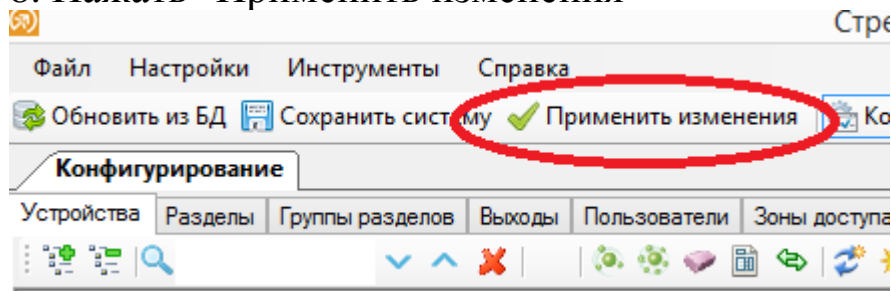 Стре
Файл Настройки Инструменты Справка
Обновить из БД Сохранить систему Применить изменения Ко
Конфигурирование
Устройства Разделы Группы разделов Выходы Пользователи Зоны доступа